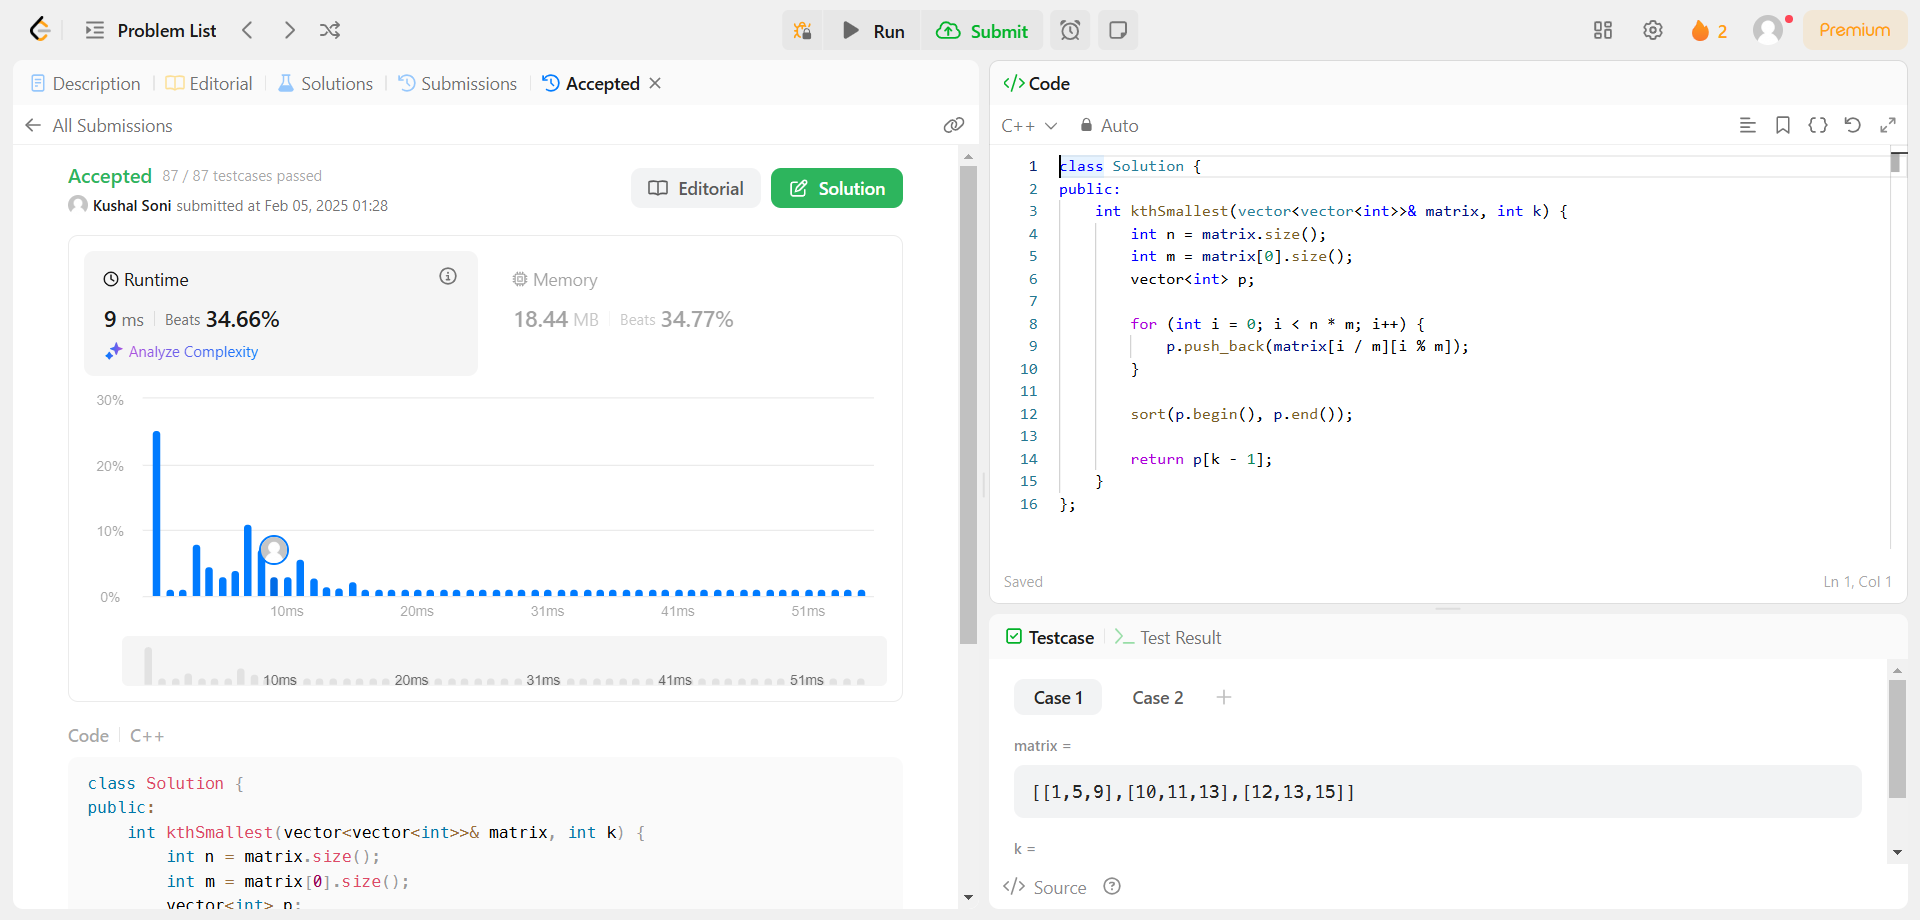 Problem List
Run
Submit
2
Premium
Description
Editorial
Solutions
Submissions
Accepted
All Submissions
Accepted 87 / 87 testcases passed
Kushal Soni submitted at Feb 05, 2025 01:28
Editorial
Solution
Runtime
9 ms Beats 34.66%
Analyze Complexity
Memory
18.44 MB Beats 34.77%
30%
20%
10%
0%
10ms 20ms 31ms 41ms 51ms
10ms 20ms 31ms 41ms 51ms
Code C++
class Solution {
public:
    int kthSmallest(vector<vector<int>>& matrix, int k) {
        int n = matrix.size();
        int m = matrix[0].size();
        vector<int> p;
</> Code
C++ Auto
1 class Solution {
2 public:
3     int kthSmallest(vector<vector<int>>& matrix, int k) {
4         int n = matrix.size();
5         int m = matrix[0].size();
6         vector<int> p;
7
8         for (int i = 0; i < n * m; i++) {
9             p.push_back(matrix[i / m][i % m]);
10         }
11
12         sort(p.begin(), p.end());
13
14         return p[k - 1];
15     }
16 };
Saved
Ln 1, Col 1
Testcase
Test Result
Case 1
Case 2
matrix =
[[1,5,9],[10,11,13],[12,13,15]]
k =
</> Source